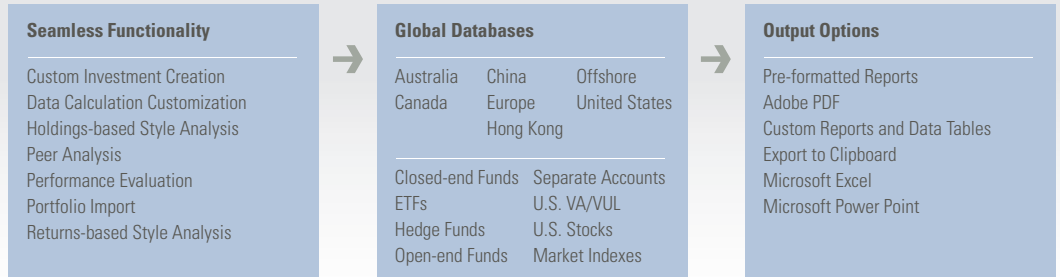 Seamless Functionality
Custom Investment Creation
Data Calculation Customization
Holdings-based Style Analysis
Peer Analysis
Performance Evaluation
Portfolio Import
Returns-based Style Analysis
Global Databases
Australia China Offshore
Canada Europe United States
Hong Kong
Closed-end Funds Separate Accounts
ETFs U.S. VA/VUL
Hedge Funds U.S. Stocks
Open-end Funds Market Indexes
Output Options
Pre-formatted Reports
Adobe PDF
Custom Reports and Data Tables
Export to Clipboard
Microsoft Excel
Microsoft Power Point